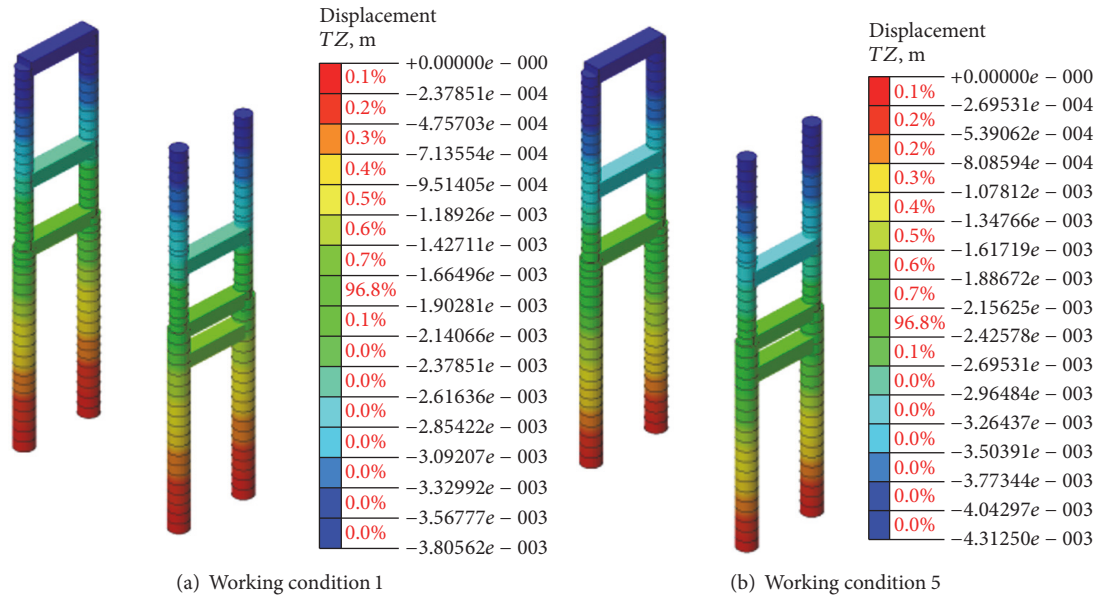 Displacement
TZ, m
+0.00000e − 000
0.1%
−2.37851e − 004
0.2%
−4.75703e − 004
0.3%
−7.13554e − 004
0.4%
−9.51405e − 004
0.5%
−1.18926e − 003
0.6%
−1.42711e − 003
0.7%
−1.66496e − 003
96.8%
−1.90281e − 003
0.1%
−2.14066e − 003
0.0%
−2.37851e − 003
0.0%
−2.61636e − 003
0.0%
−2.85422e − 003
0.0%
−3.09207e − 003
0.0%
−3.32992e − 003
0.0%
−3.56777e − 003
0.0%
−3.80562e − 003
(a) Working condition 1
Displacement
TZ, m
+0.00000e − 000
0.1%
−2.69531e − 004
0.2%
−5.39062e − 004
0.2%
−8.08594e − 004
0.3%
−1.07812e − 003
0.4%
−1.34766e − 003
0.5%
−1.61719e − 003
0.6%
−1.88672e − 003
0.7%
−2.15625e − 003
96.8%
−2.42578e − 003
0.1%
−2.69531e − 003
0.0%
−2.96484e − 003
0.0%
−3.26437e − 003
0.0%
−3.50391e − 003
0.0%
−3.77344e − 003
0.0%
−4.04297e − 003
0.0%
−4.31250e − 003
(b) Working condition 5